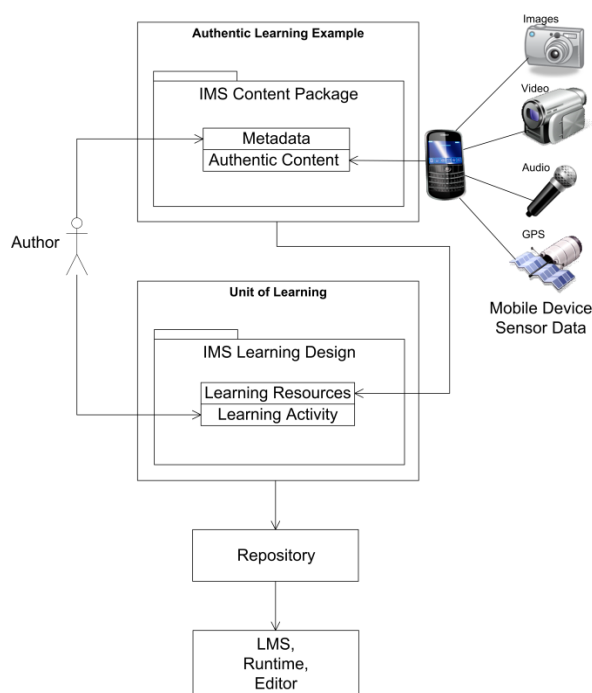 Authentic Learning Example
IMS Content Package
Metadata
Authentic Content
Images
Video
Audio
GPS
Mobile Device
Sensor Data
Author
Unit of Learning
IMS Learning Design
Learning Resources
Learning Activity
Repository
LMS,
Runtime,
Editor